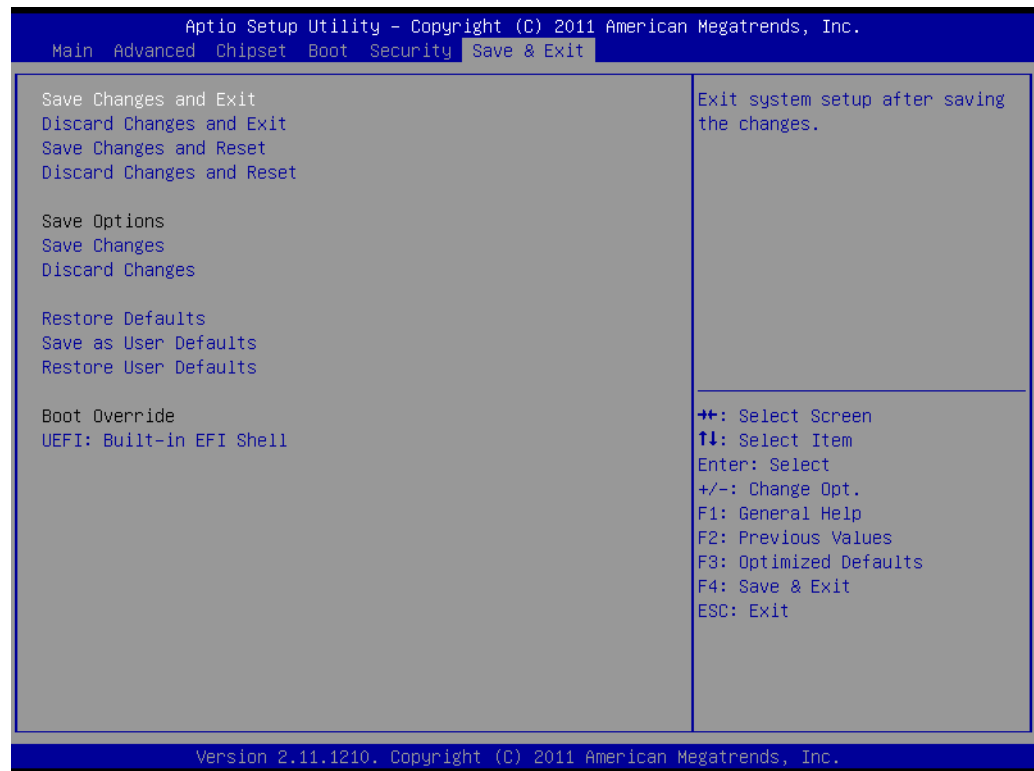 Aptio Setup Utility – Copyright (C) 2011 American Megatrends, Inc.
Main Advanced Chipset Boot Security Save & Exit
Save Changes and Exit
Discard Changes and Exit
Save Changes and Reset
Discard Changes and Reset
Save Options
Save Changes
Discard Changes
Restore Defaults
Save as User Defaults
Restore User Defaults
Boot Override
UEFI: Built-in EFI Shell
Exit system setup after saving
the changes.
→←: Select Screen
↑↓: Select Item
Enter: Select
+/-: Change Opt.
F1: General Help
F2: Previous Values
F3: Optimized Defaults
F4: Save & Exit
ESC: Exit
Version 2.11.1210. Copyright (C) 2011 American Megatrends, Inc.